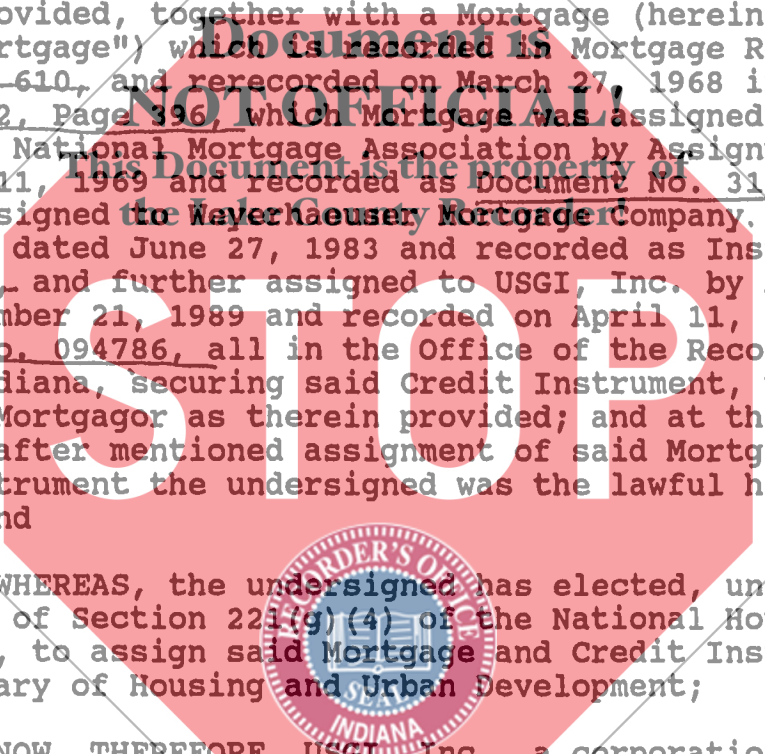 ovided, together with a Mortgage (herein
rtgage") which is recorded in Mortgage R
610, and rerecorded on March 27, 1968 i
2, Page 396, which Mortgage was assigned
National Mortgage Association by Assign
11, 1969 and recorded as Document No. 31
signed to Weyerhaeuser Mortgage Company.
dated June 27, 1983 and recorded as Ins
, and further assigned to USGI, Inc. by
mber 21, 1989 and recorded on April 11,
o. 094786, all in the Office of the Reco
diana, securing said Credit Instrument,
Mortgagor as therein provided; and at th
after mentioned assignment of said Mortg
trument the undersigned was the lawful h
nd
WHEREAS, the undersigned has elected, un
of Section 221(g)(4) of the National Ho
, to assign said Mortgage and Credit Ins
ary of Housing and Urban Development;
NOW, THEREFORE, USGI, Inc., a corporatio
Document is
NOT OFFICIAL!
This Document is the property of
the Lake County Recorder!
STOP
RECORDER'S OFFICE
SEAL
INDIANA